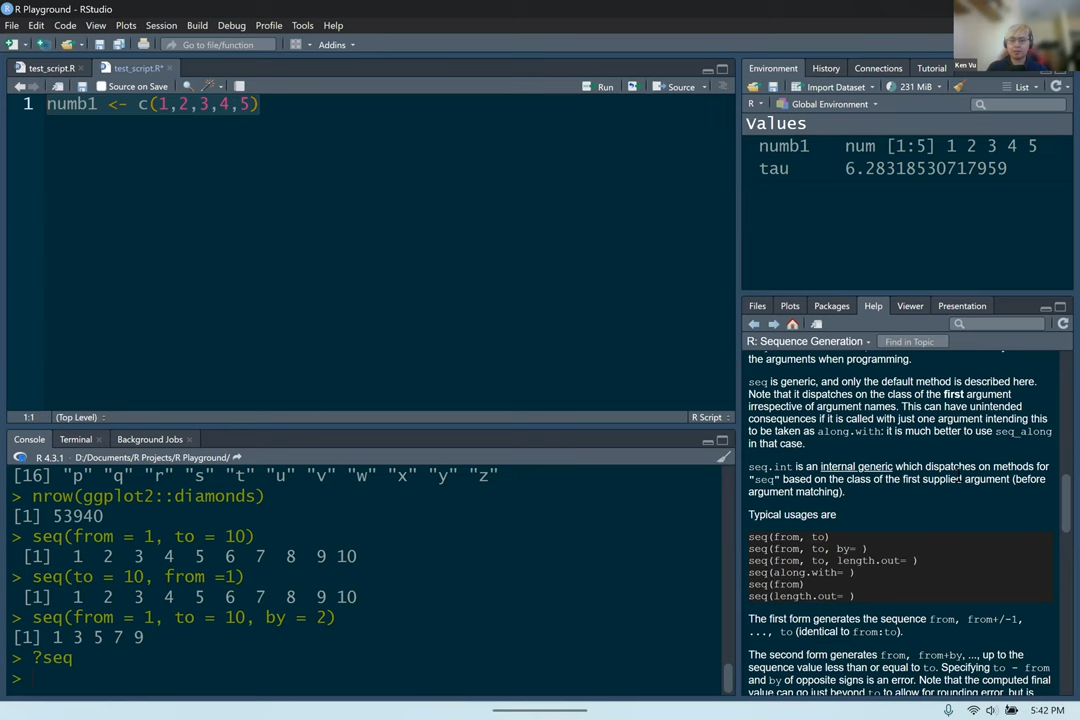 R Playground - RStudio
File Edit Code View Plots Session Build Debug Profile Tools Help
Go to file/function
Addins
Ken Vu
test_script.R
test_script.R*
Source on Save
Run
Source
1 numb1 <- c(1,2,3,4,5)
1:1 (Top Level) R Script
Console Terminal Background Jobs
R 4.3.1 · D:/Documents/R Projects/R Playground/
[16] "p" "q" "r" "s" "t" "u" "v" "w" "x" "y" "z"
> nrow(ggplot2::diamonds)
[1] 53940
> seq(from = 1, to = 10)
[1] 1 2 3 4 5 6 7 8 9 10
> seq(to = 10, from =1)
[1] 1 2 3 4 5 6 7 8 9 10
> seq(from = 1, to = 10, by = 2)
[1] 1 3 5 7 9
> ?seq
>
Environment History Connections Tutorial
Import Dataset 231 MiB List
R Global Environment
Values
numb1 num [1:5] 1 2 3 4 5
tau 6.28318530717959
Files Plots Packages Help Viewer Presentation
R: Sequence Generation Find in Topic
the arguments when programming.
seq is generic, and only the default method is described here.
Note that it dispatches on the class of the first argument
irrespective of argument names. This can have unintended
consequences if it is called with just one argument intending this
to be taken as along.with: it is much better to use seq_along
in that case.
seq.int is an internal generic which dispatches on methods for
"seq" based on the class of the first supplied argument (before
argument matching).
Typical usages are
seq(from, to)
seq(from, to, by= )
seq(from, to, length.out= )
seq(along.with= )
seq(from)
seq(length.out= )
The first form generates the sequence from, from+/-1,
..., to (identical to from:to).
The second form generates from, from+by, ..., up to the
sequence value less than or equal to to. Specifying to - from
and by of opposite signs is an error. Note that the computed final
value can go just beyond to to allow for rounding error, but is
5:42 PM